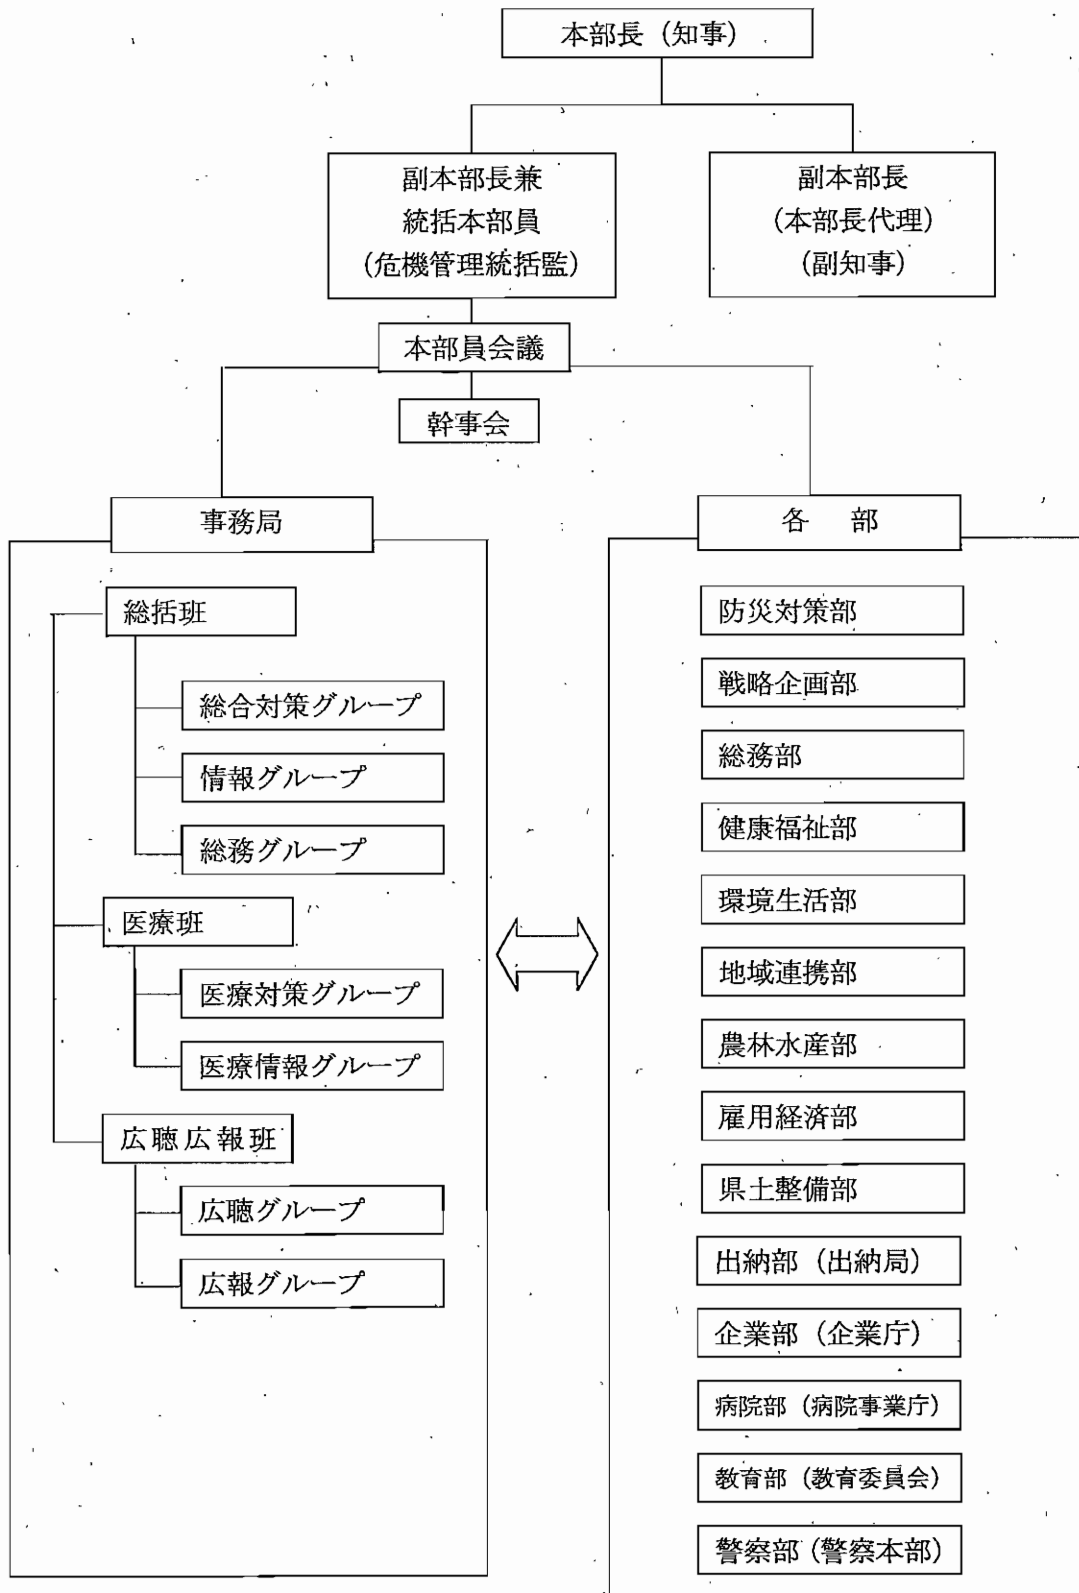 本部長（知事）
副本部長兼
統括本部員
（危機管理統括監）
副本部長
（本部長代理）
（副知事）
本部員会議
幹事会
事務局
総括班
総合対策グループ
情報グループ
総務グループ
医療班
医療対策グループ
医療情報グループ
広聴広報班
広聴グループ
広報グループ
各　部
防災対策部
戦略企画部
総務部
健康福祉部
環境生活部
地域連携部
農林水産部
雇用経済部
県土整備部
出納部（出納局）
企業部（企業庁）
病院部（病院事業庁）
教育部（教育委員会）
警察部（警察本部）